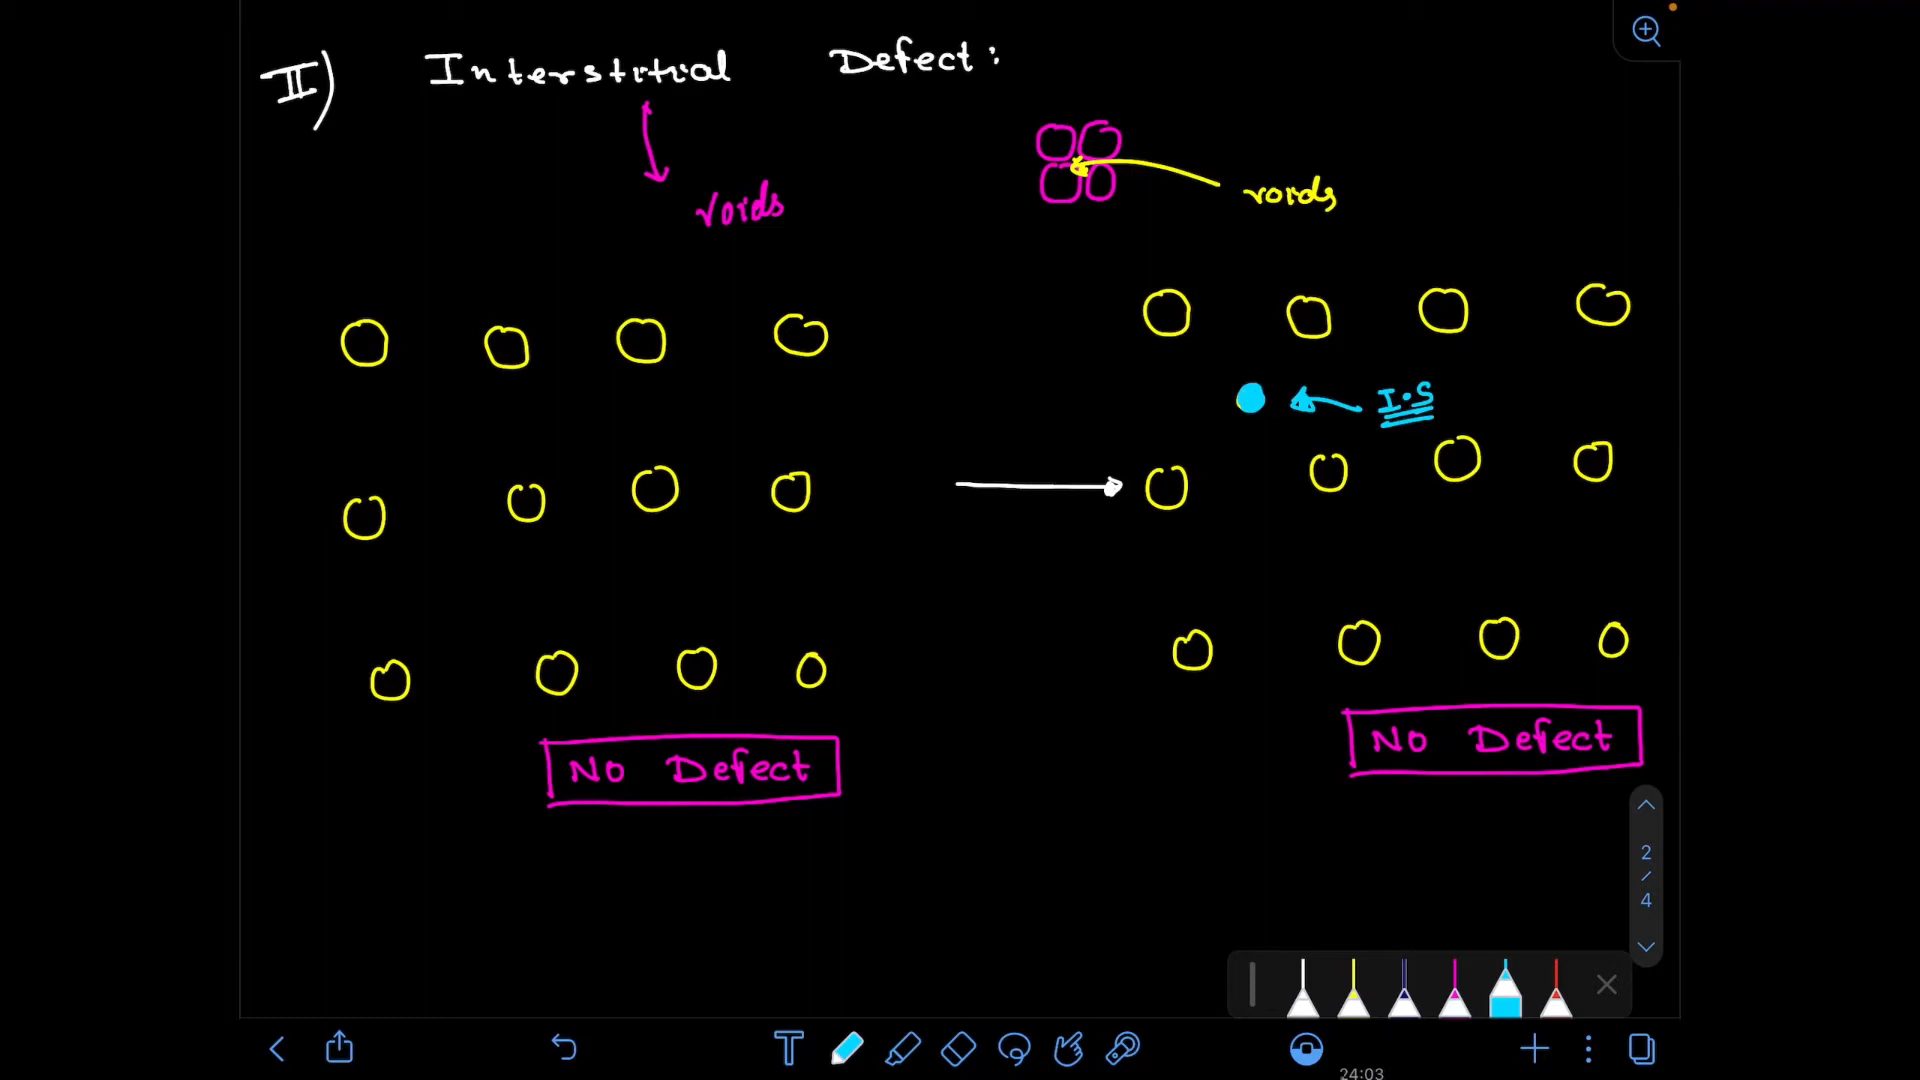 II) Interstitial Defect:
voids
voids
I.S
No Defect
No Defect
2
/
4
24:03